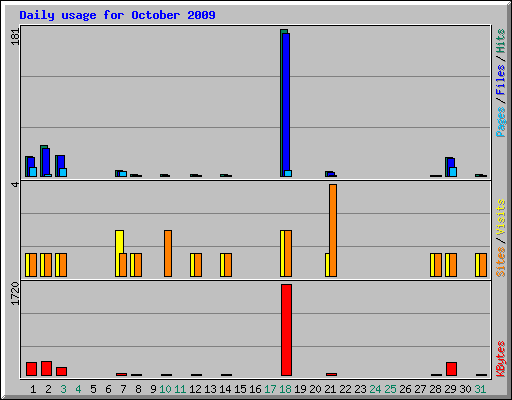 Daily usage for October 2009
181
Pages / Files / Hits
4
Sites / Visits
1720
KBytes
1 2 3 4 5 6 7 8 9 10 11 12 13 14 15 16 17 18 19 20 21 22 23 24 25 26 27 28 29 30 31